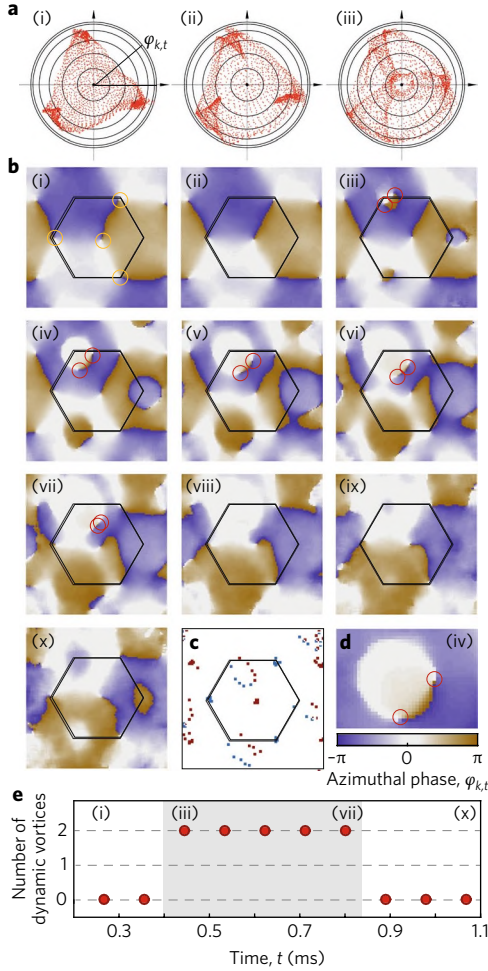 a
(i) (ii) (iii)
φk,t
b
(i) (ii) (iii)
(iv) (v) (vi)
(vii) (viii) (ix)
(x) c d (iv)
−π 0 π
Azimuthal phase, φk,t
e
(i) (iii) (vii) (x)
Number of
dynamic vortices
2
1
0
0.3 0.5 0.7 0.9 1.1
Time, t (ms)